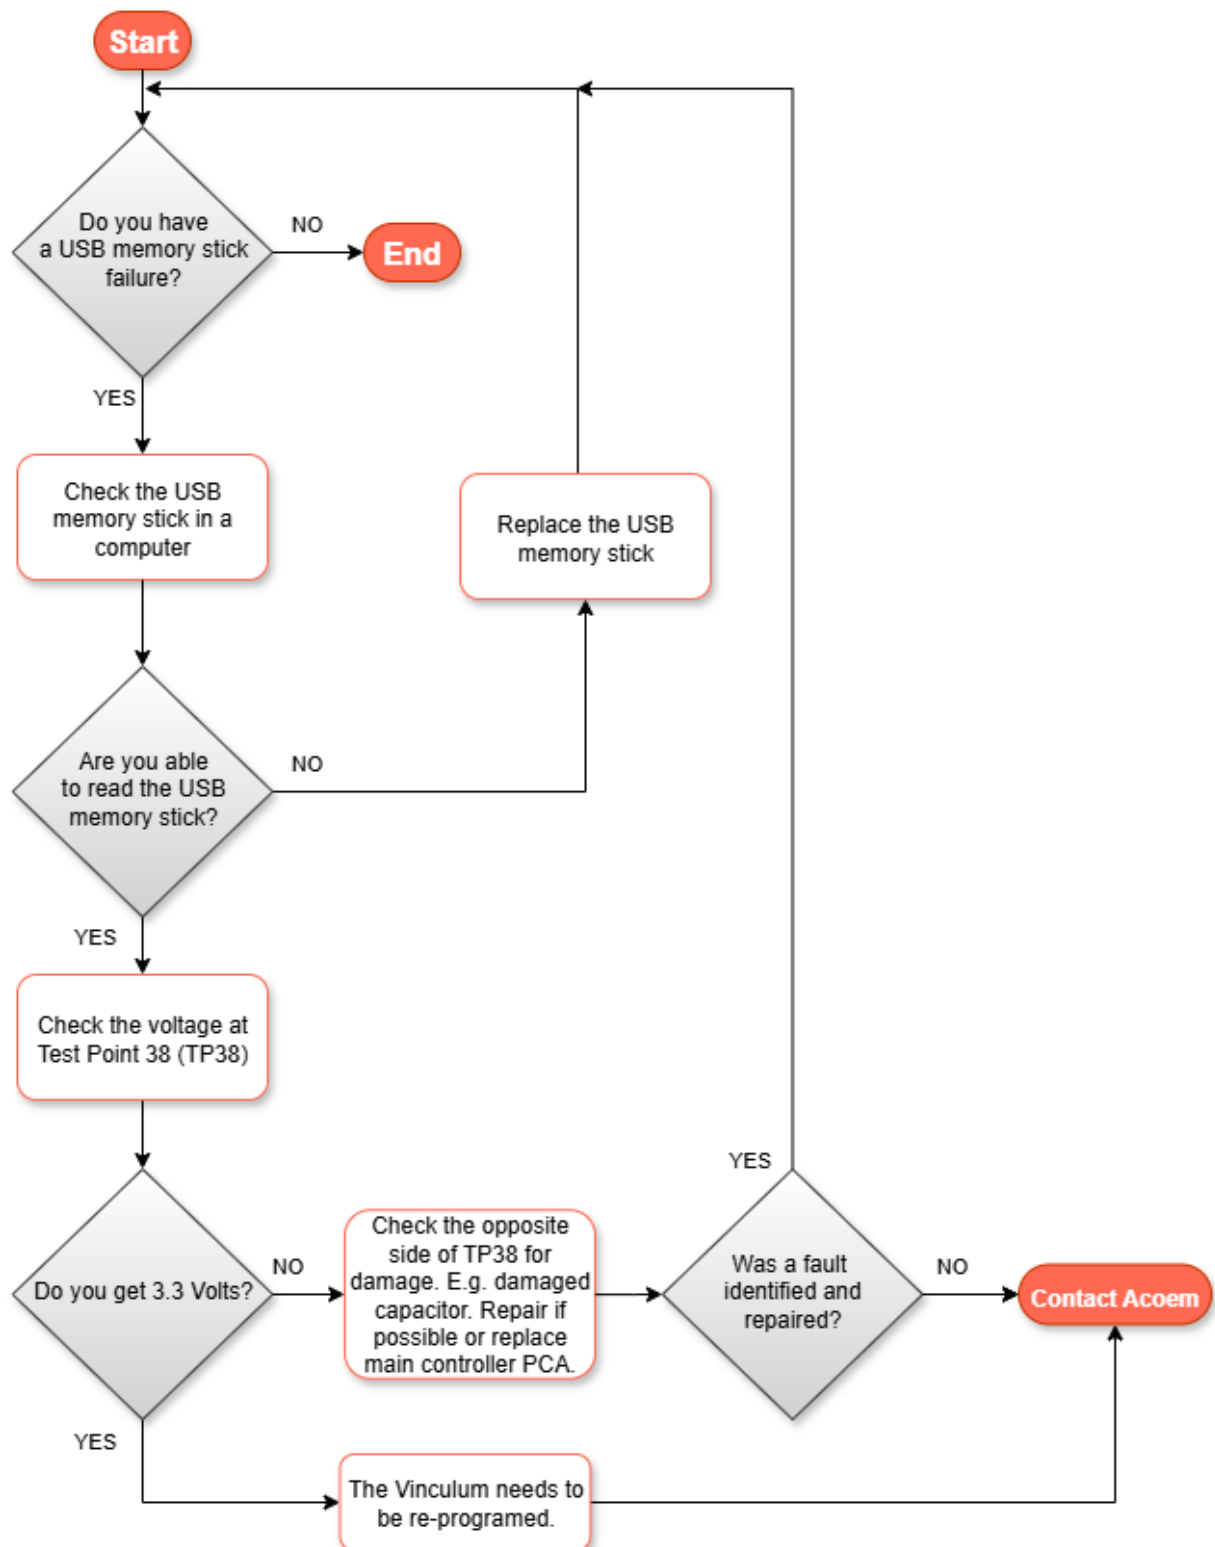 Start
Do you have
a USB memory stick
failure?
NO
End
YES
Check the USB
memory stick in a
computer
Replace the USB
memory stick
Are you able
to read the USB
memory stick?
NO
YES
Check the voltage at
Test Point 38 (TP38)
Do you get 3.3 Volts?
NO
Check the opposite
side of TP38 for
damage. E.g. damaged
capacitor. Repair if
possible or replace
main controller PCA.
YES
Was a fault
identified and
repaired?
NO
Contact Acoem
YES
The Vinculum needs to
be re-programed.